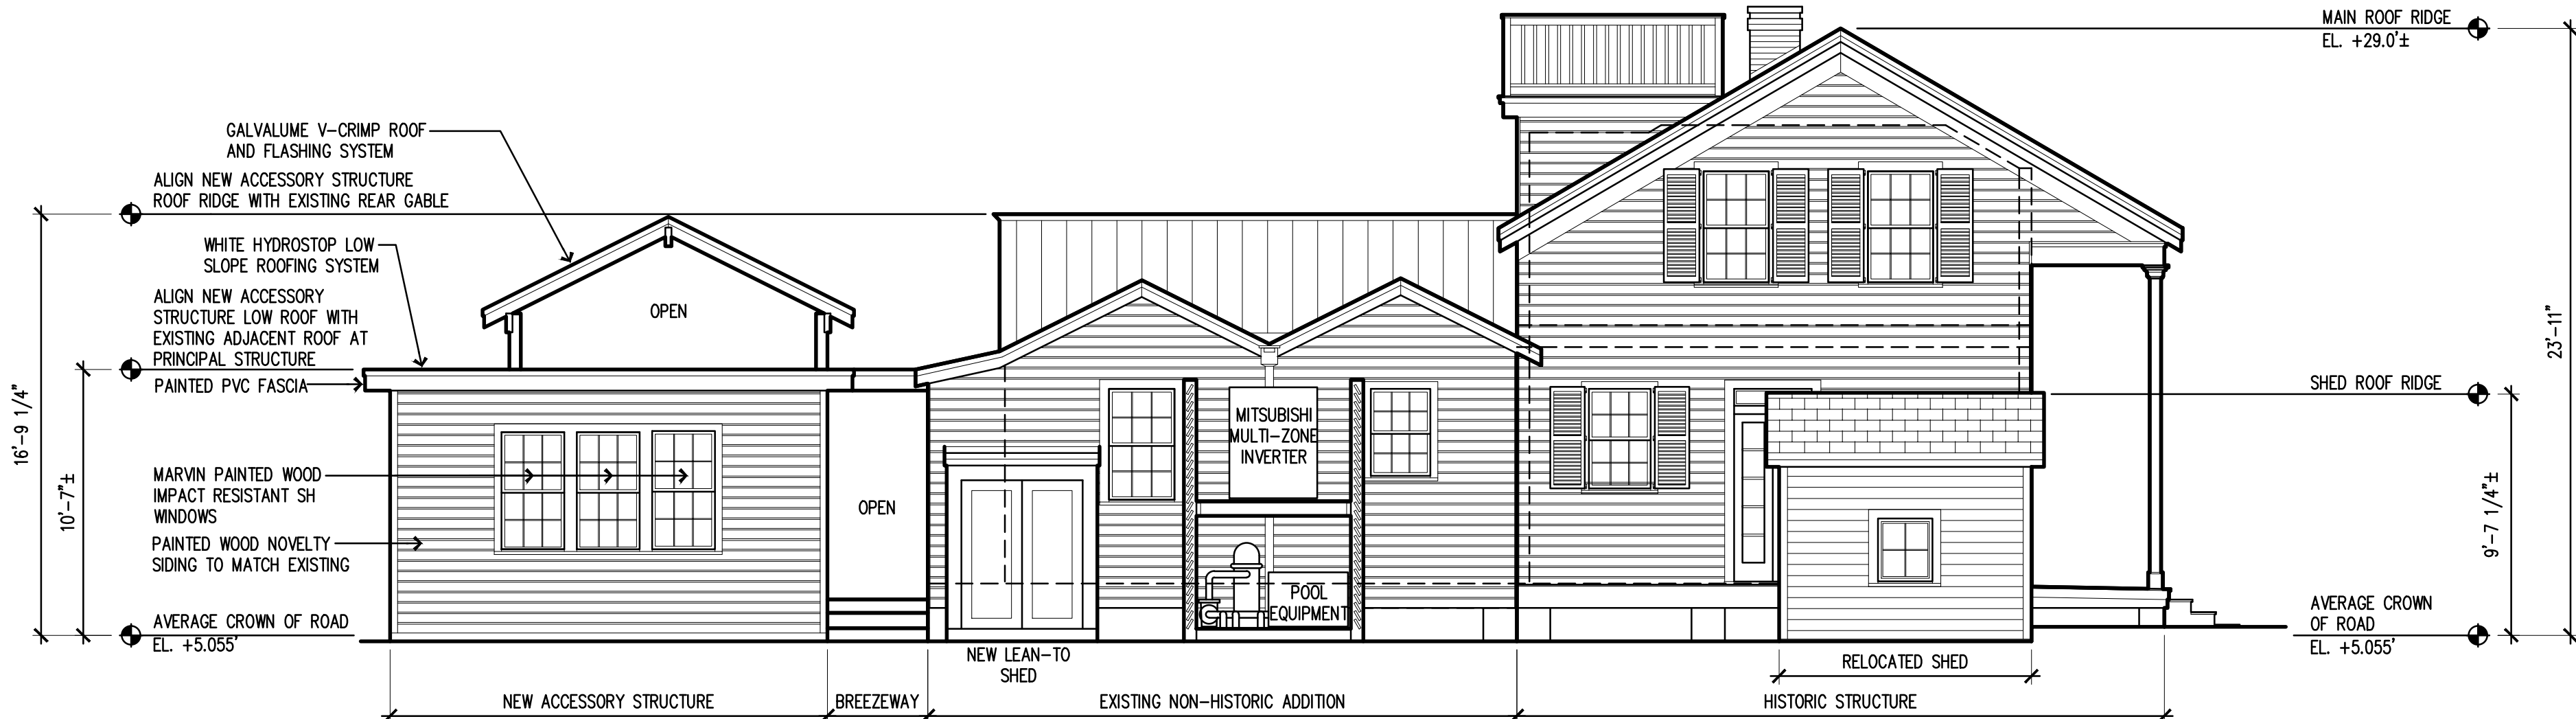 MAIN ROOF RIDGE
EL. +29.0'±
GALVALUME V-CRIMP ROOF
AND FLASHING SYSTEM
ALIGN NEW ACCESSORY STRUCTURE
ROOF RIDGE WITH EXISTING REAR GABLE
WHITE HYDROSTOP LOW
SLOPE ROOFING SYSTEM
ALIGN NEW ACCESSORY
STRUCTURE LOW ROOF WITH
EXISTING ADJACENT ROOF AT
PRINCIPAL STRUCTURE
PAINTED PVC FASCIA
MARVIN PAINTED WOOD
IMPACT RESISTANT SH
WINDOWS
PAINTED WOOD NOVELTY
SIDING TO MATCH EXISTING
AVERAGE CROWN OF ROAD
EL. +5.055'
16'-9 1/4"
10'-7"±
OPEN
OPEN
MITSUBISHI
MULTI-ZONE
INVERTER
POOL
EQUIPMENT
SHED ROOF RIDGE
23'-11"
9'-7 1/4"±
AVERAGE CROWN
OF ROAD
EL. +5.055'
NEW LEAN-TO
SHED
RELOCATED SHED
NEW ACCESSORY STRUCTURE
BREEZEWAY
EXISTING NON-HISTORIC ADDITION
HISTORIC STRUCTURE